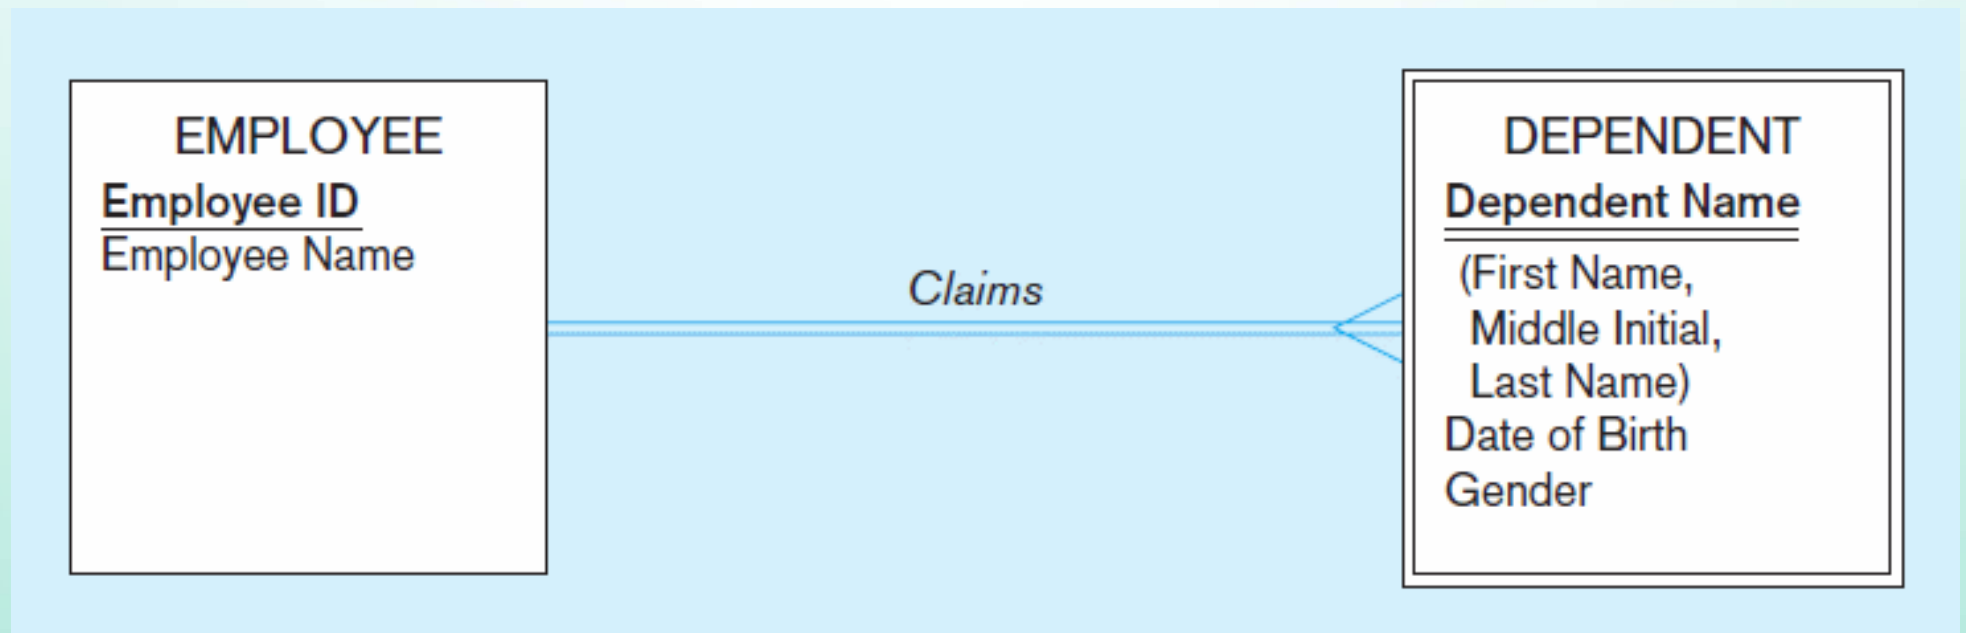 EMPLOYEE
Employee ID
Employee Name
Claims
DEPENDENT
Dependent Name
(First Name,
Middle Initial,
Last Name)
Date of Birth
Gender